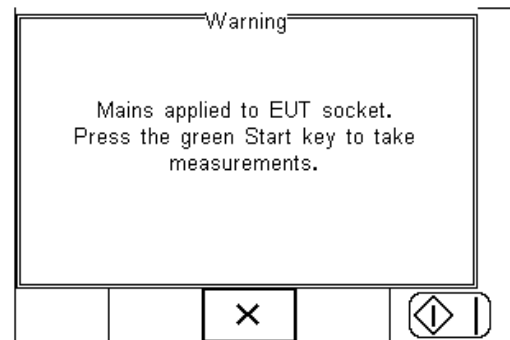 Warning
Mains applied to EUT socket.
Press the green Start key to take
measurements.